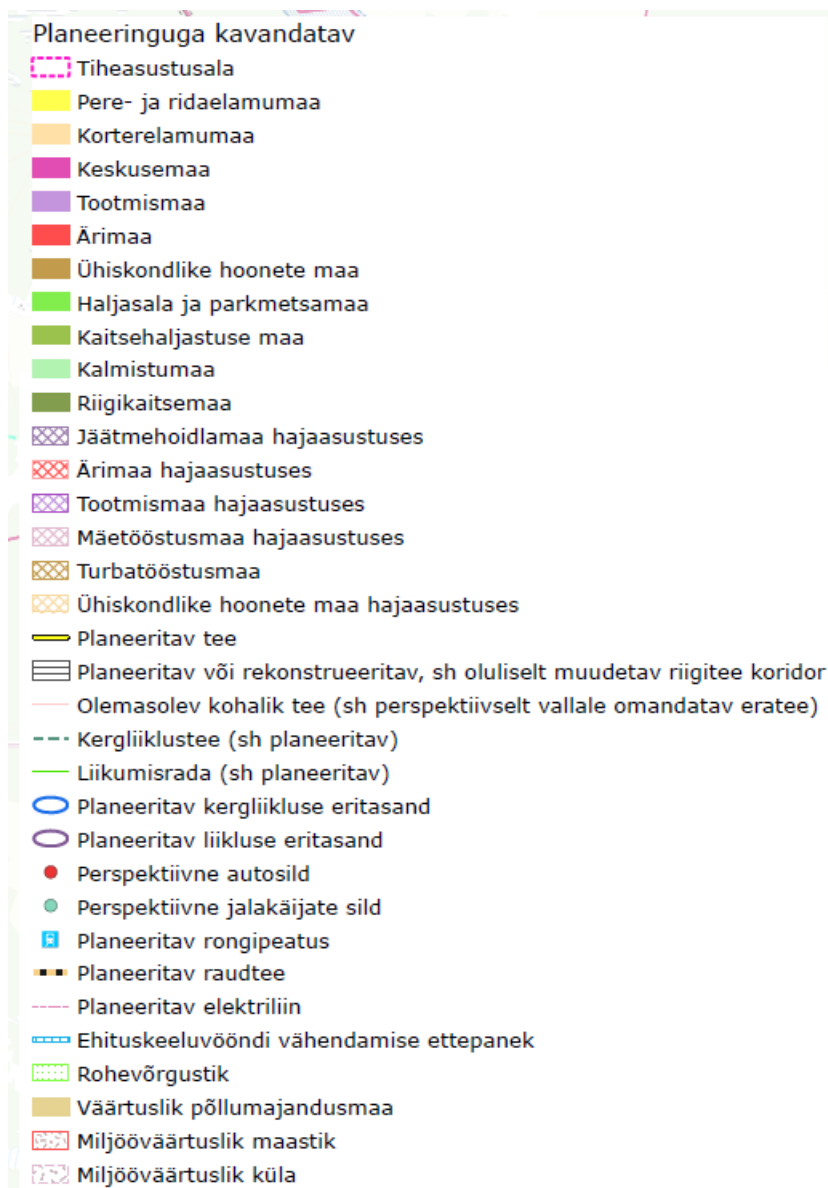 Planeeringuga kavandatav
Tiheasustusala
Pere- ja ridaelamumaa
Korterelamumaa
Keskusemaa
Tootmismaa
Ärimaa
Ühiskondlike hoonete maa
Haljasala ja parkmetsamaa
Kaitsehaljastuse maa
Kalmistumaa
Riigikaitsemaa
Jäätmehoidlamaa hajaasustuses
Ärimaa hajaasustuses
Tootmismaa hajaasustuses
Mäetööstusmaa hajaasustuses
Turbatööstusmaa
Ühiskondlike hoonete maa hajaasustuses
Planeeritav tee
Planeeritav või rekonstrueeritav, sh oluliselt muudetav riigitee koridor
Olemasolev kohalik tee (sh perspektiivselt vallale omandatav eratee)
Kergliiklustee (sh planeeritav)
Liikumisrada (sh planeeritav)
Planeeritav kergliikluse eritasand
Planeeritav liikluse eritasand
Perspektiivne autosild
Perspektiivne jalakäijate sild
Planeeritav rongipeatus
Planeeritav raudtee
Planeeritav elektriliin
Ehituskeeluvööndi vähendamise ettepanek
Rohevõrgustik
Väärtuslik põllumajandusmaa
Miljööväärtuslik maastik
Miljööväärtuslik küla